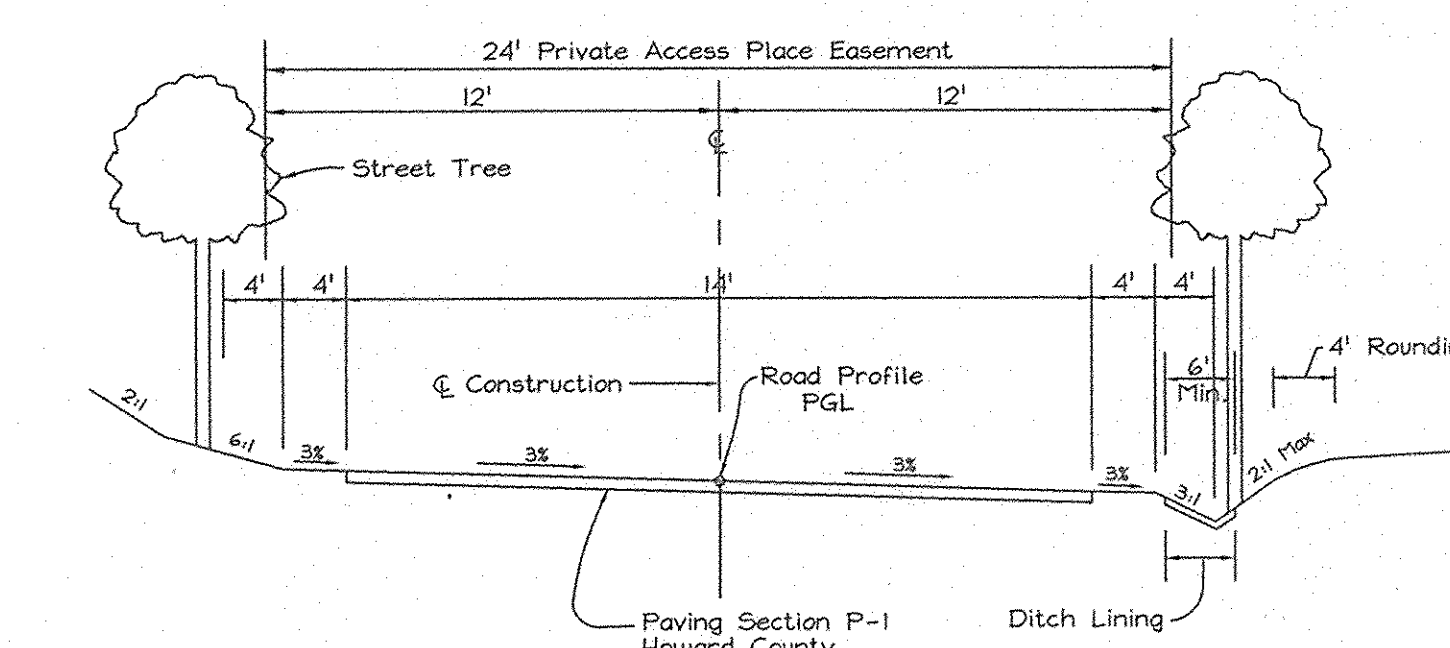 24' Private Access Place Easement
12' 12'
℄
Street Tree
4' 4' 14' 4' 4'
4' Roundi
℄ Construction
Road Profile
PGL
6'
Min.
2:1
6:1
3% 3% 3% 3%
3:1
2:1 Max
Paving Section P-1
Howard County
Ditch Lining